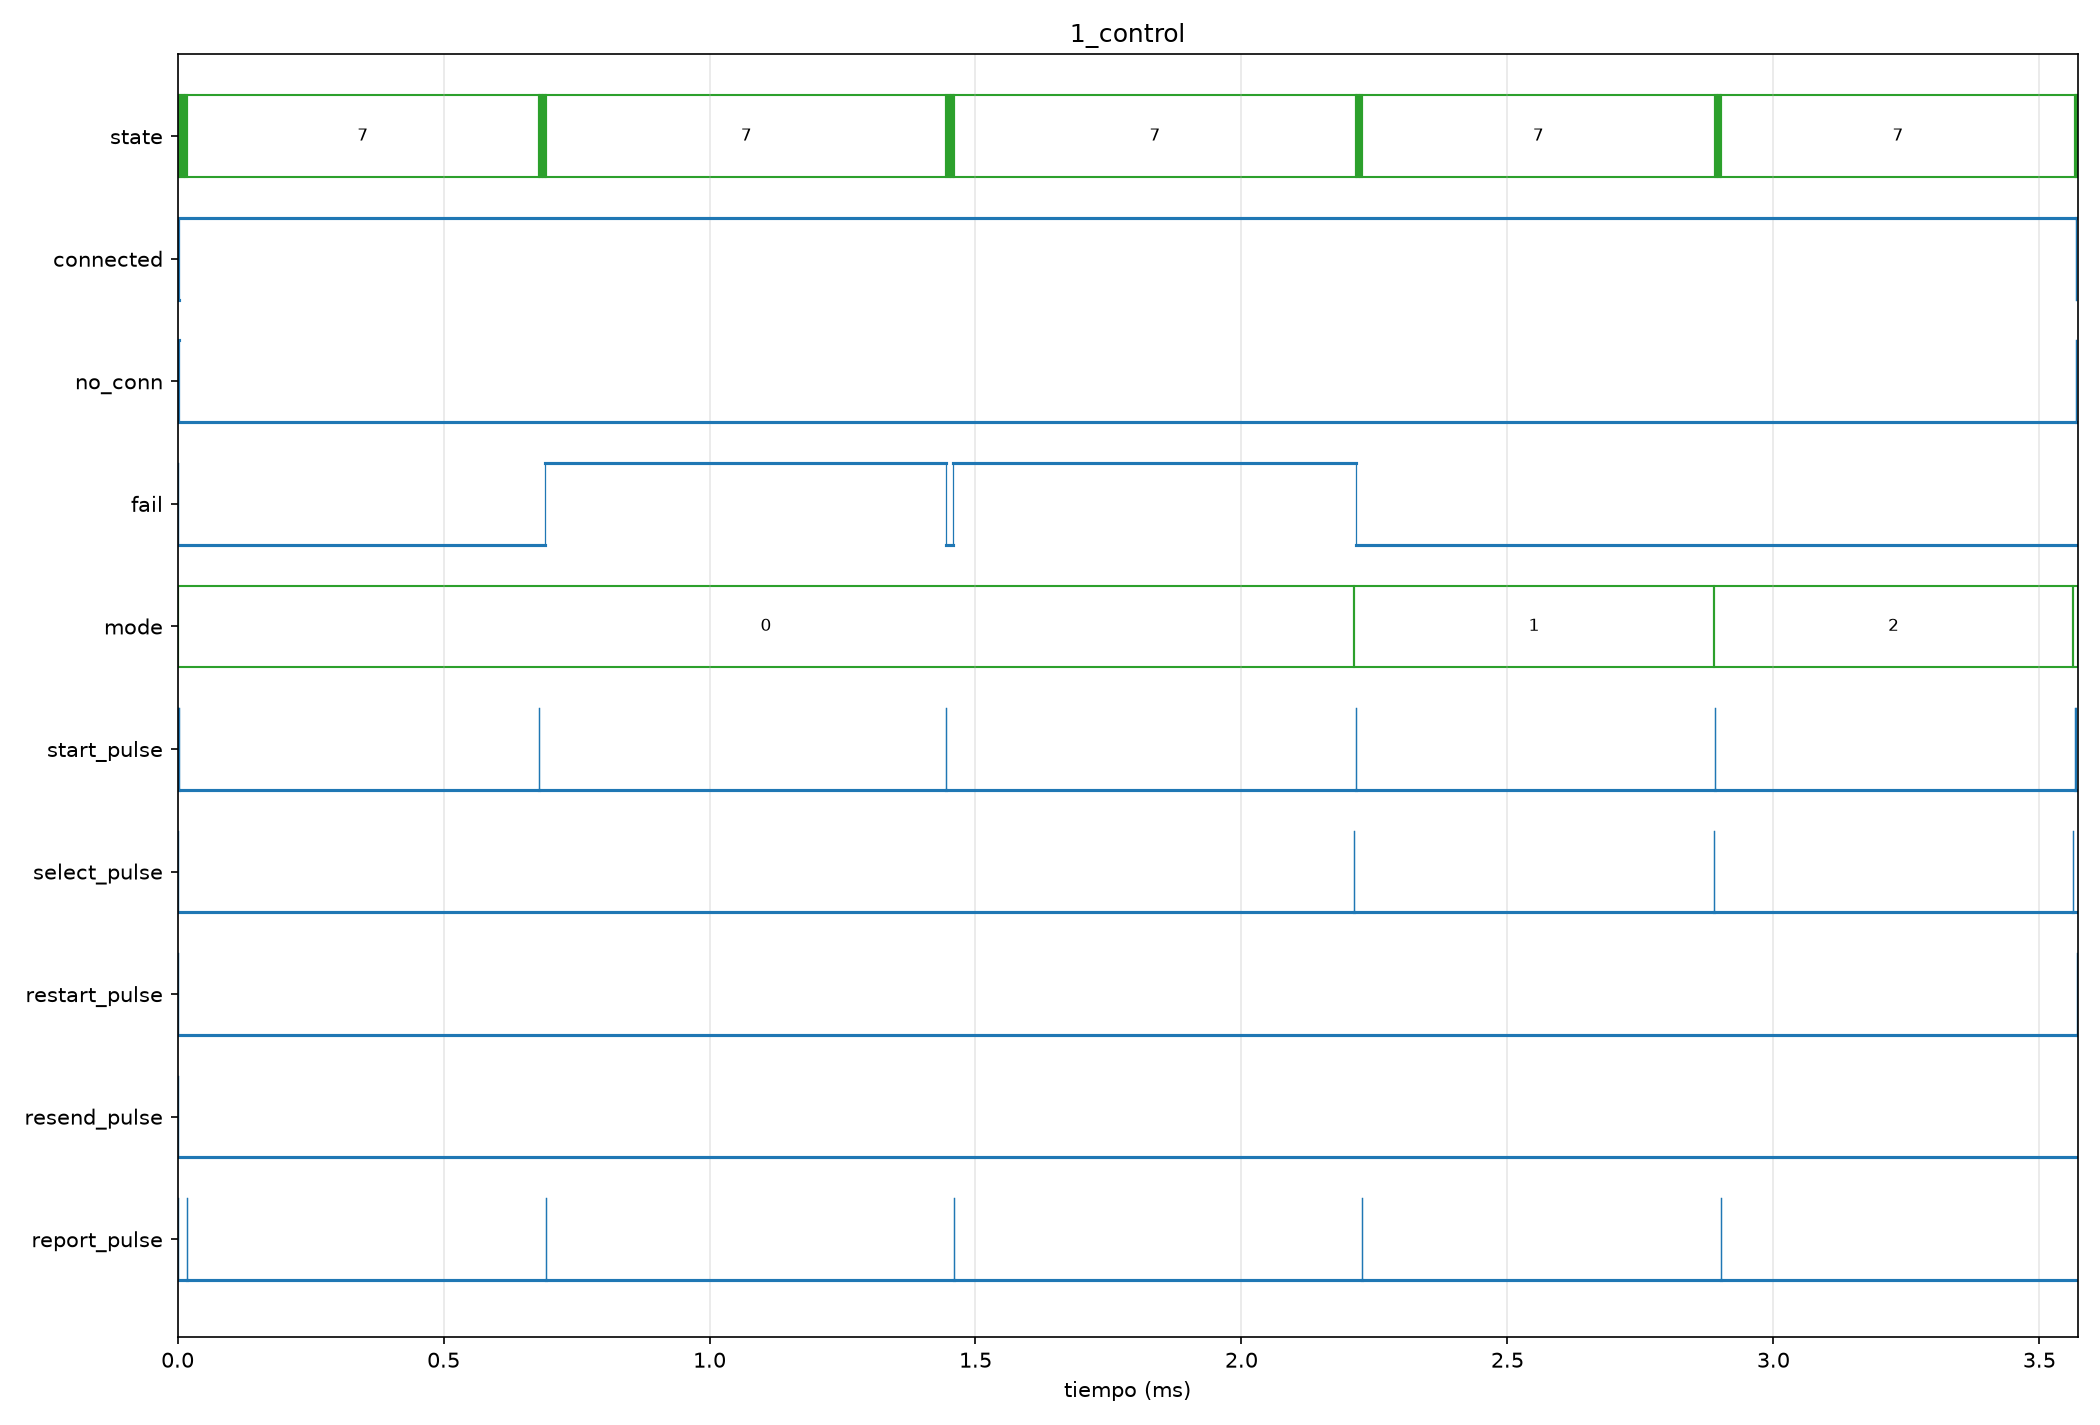 1_control
state 7 7 7 7 7
connected
no_conn
fail
mode 0 1 2
start_pulse
select_pulse
restart_pulse
resend_pulse
report_pulse
0.0 0.5 1.0 1.5 2.0 2.5 3.0 3.5
tiempo (ms)